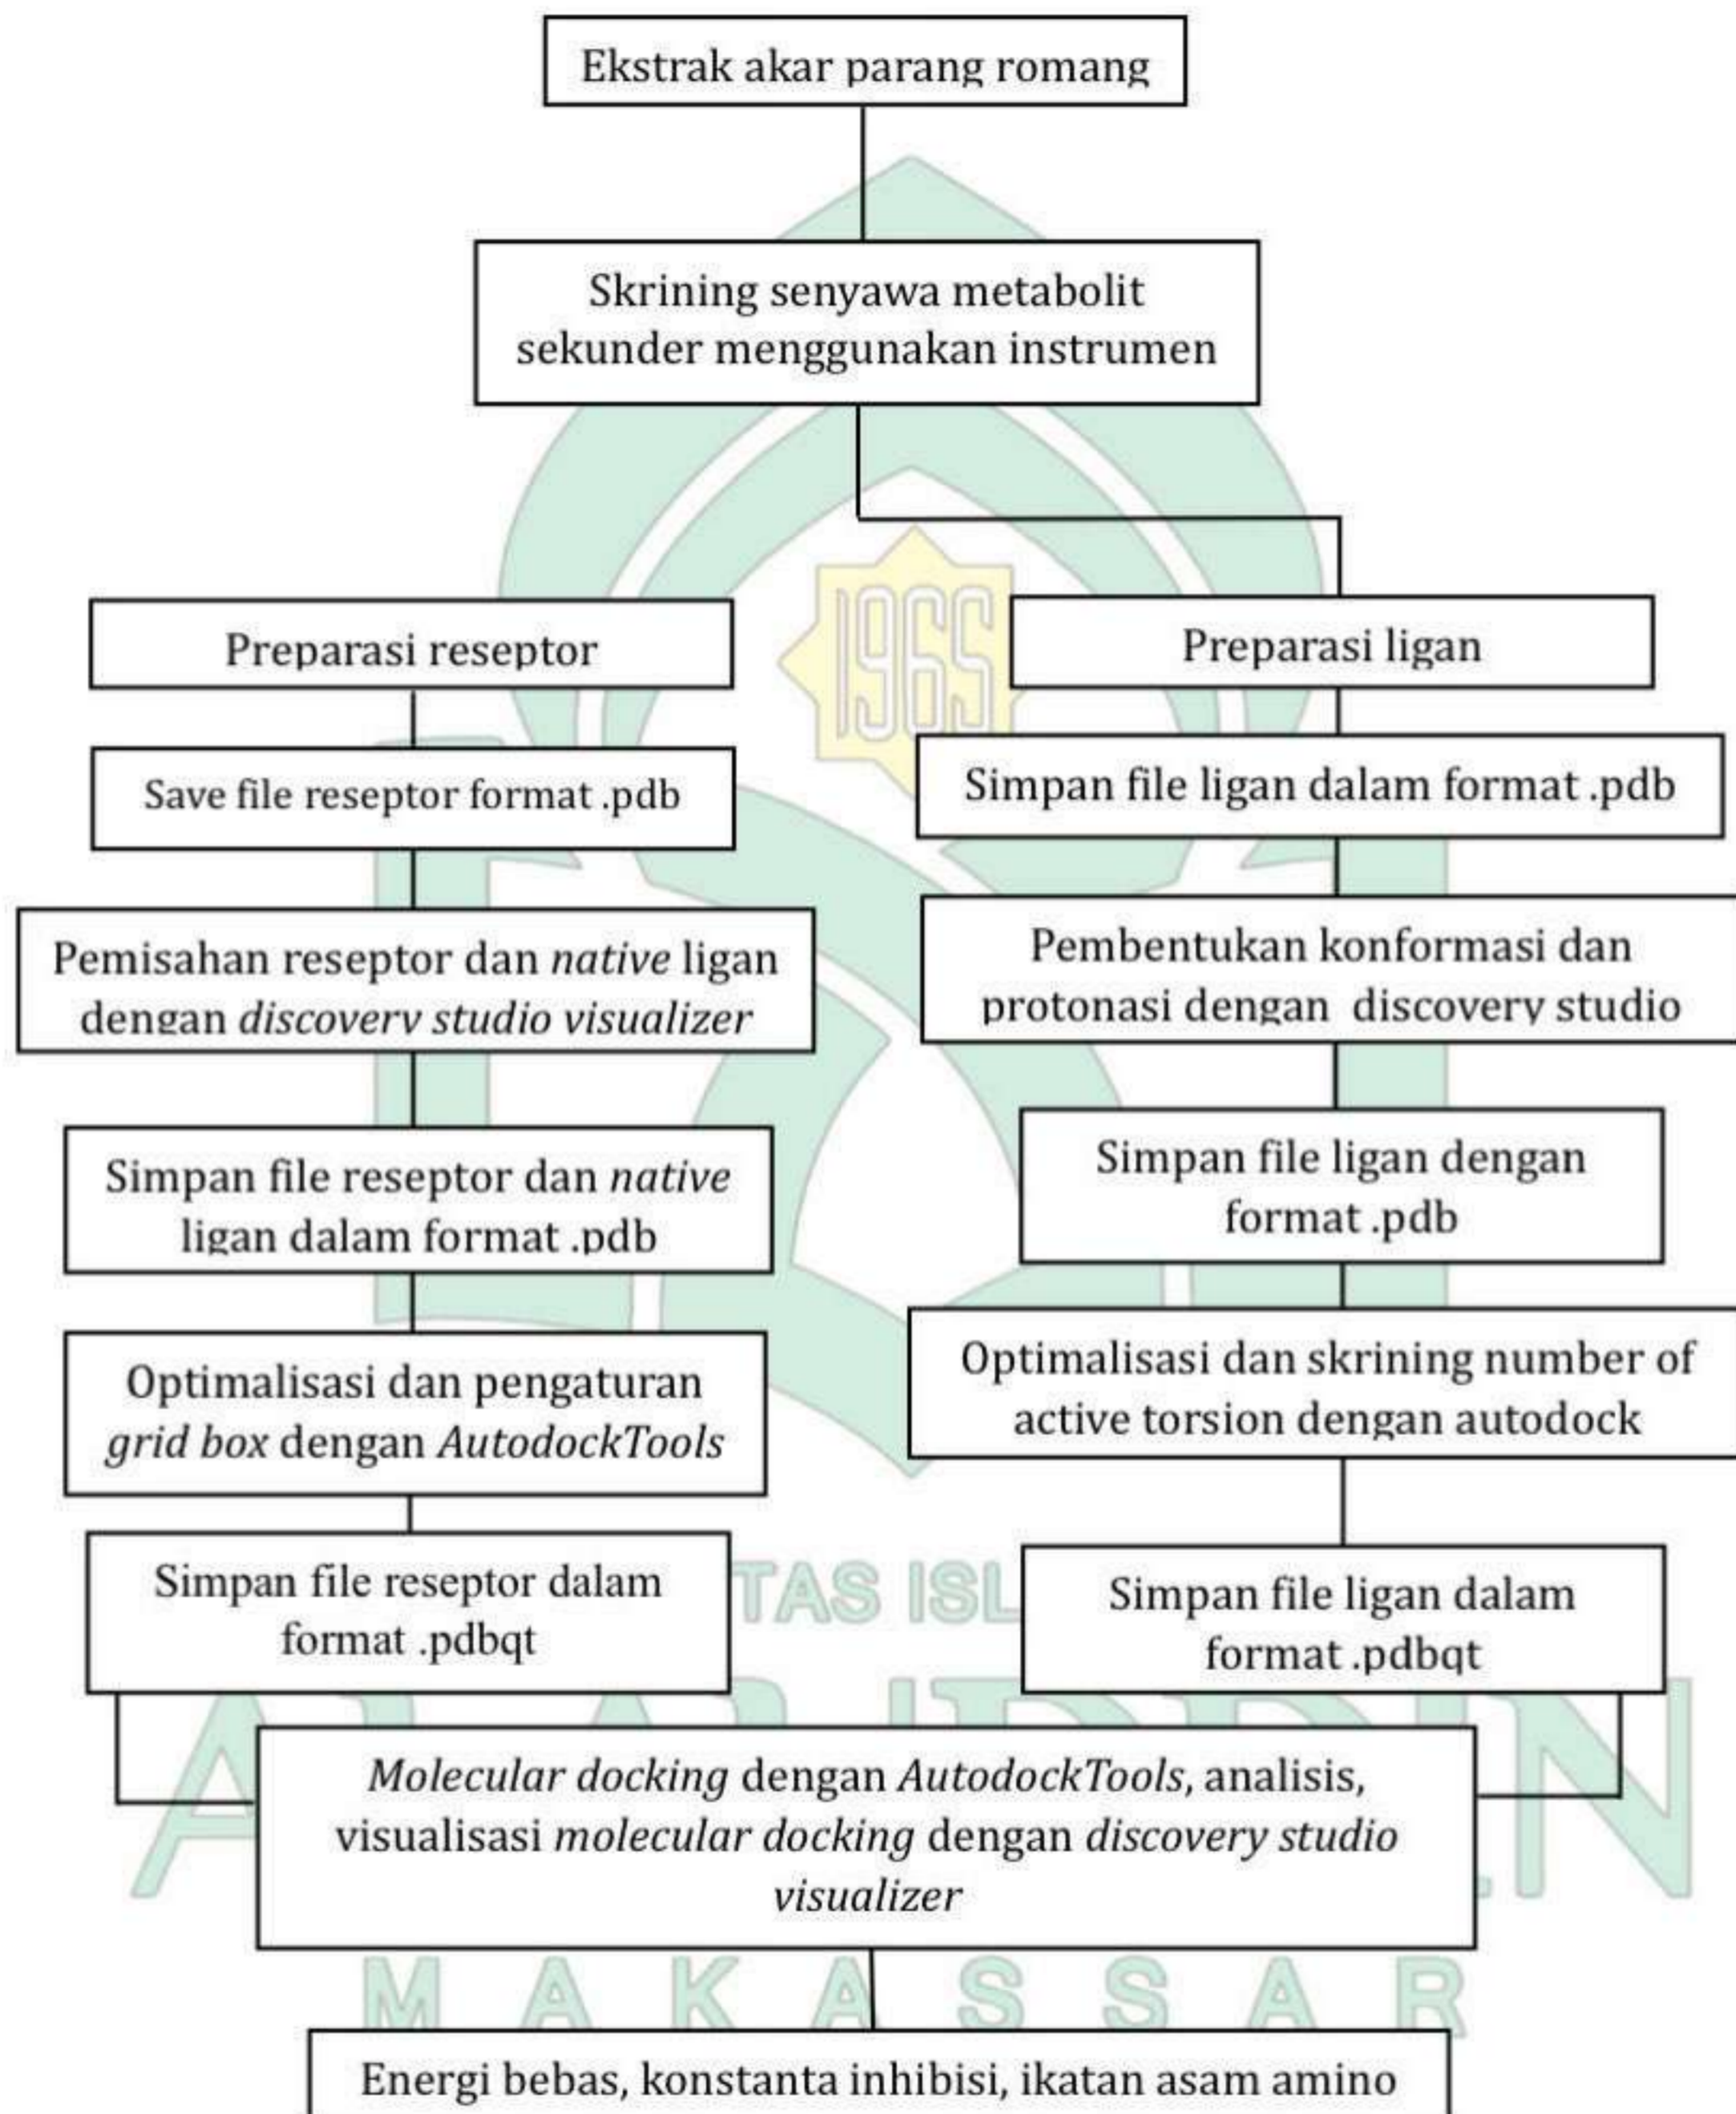 Ekstrak akar parang romang
Skrining senyawa metabolit
sekunder menggunakan instrumen
1965
Preparasi reseptor
Save file reseptor format .pdb
Pemisahan reseptor dan native ligan
dengan discovery studio visualizer
Simpan file reseptor dan native
ligan dalam format .pdb
Optimalisasi dan pengaturan
grid box dengan AutodockTools
Simpan file reseptor dalam
format .pdbqt
Preparasi ligan
Simpan file ligan dalam format .pdb
Pembentukan konformasi dan
protonasi dengan discovery studio
Simpan file ligan dengan
format .pdb
Optimalisasi dan skrining number of
active torsion dengan autodock
Simpan file ligan dalam
format .pdbqt
TAS ISL
Molecular docking dengan AutodockTools, analisis,
visualisasi molecular docking dengan discovery studio
visualizer
MAKASSAR
Energi bebas, konstanta inhibisi, ikatan asam amino